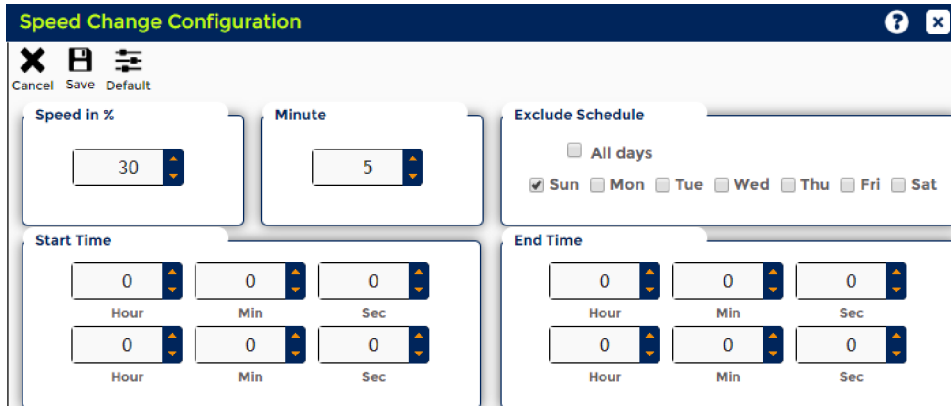 Speed Change Configuration ?
Cancel Save Default
Speed in % Minute Exclude Schedule
30 5 All days
Sun Mon Tue Wed Thu Fri Sat
Start Time End Time
0 0 0 0 0 0
Hour Min Sec Hour Min Sec
0 0 0 0 0 0
Hour Min Sec Hour Min Sec